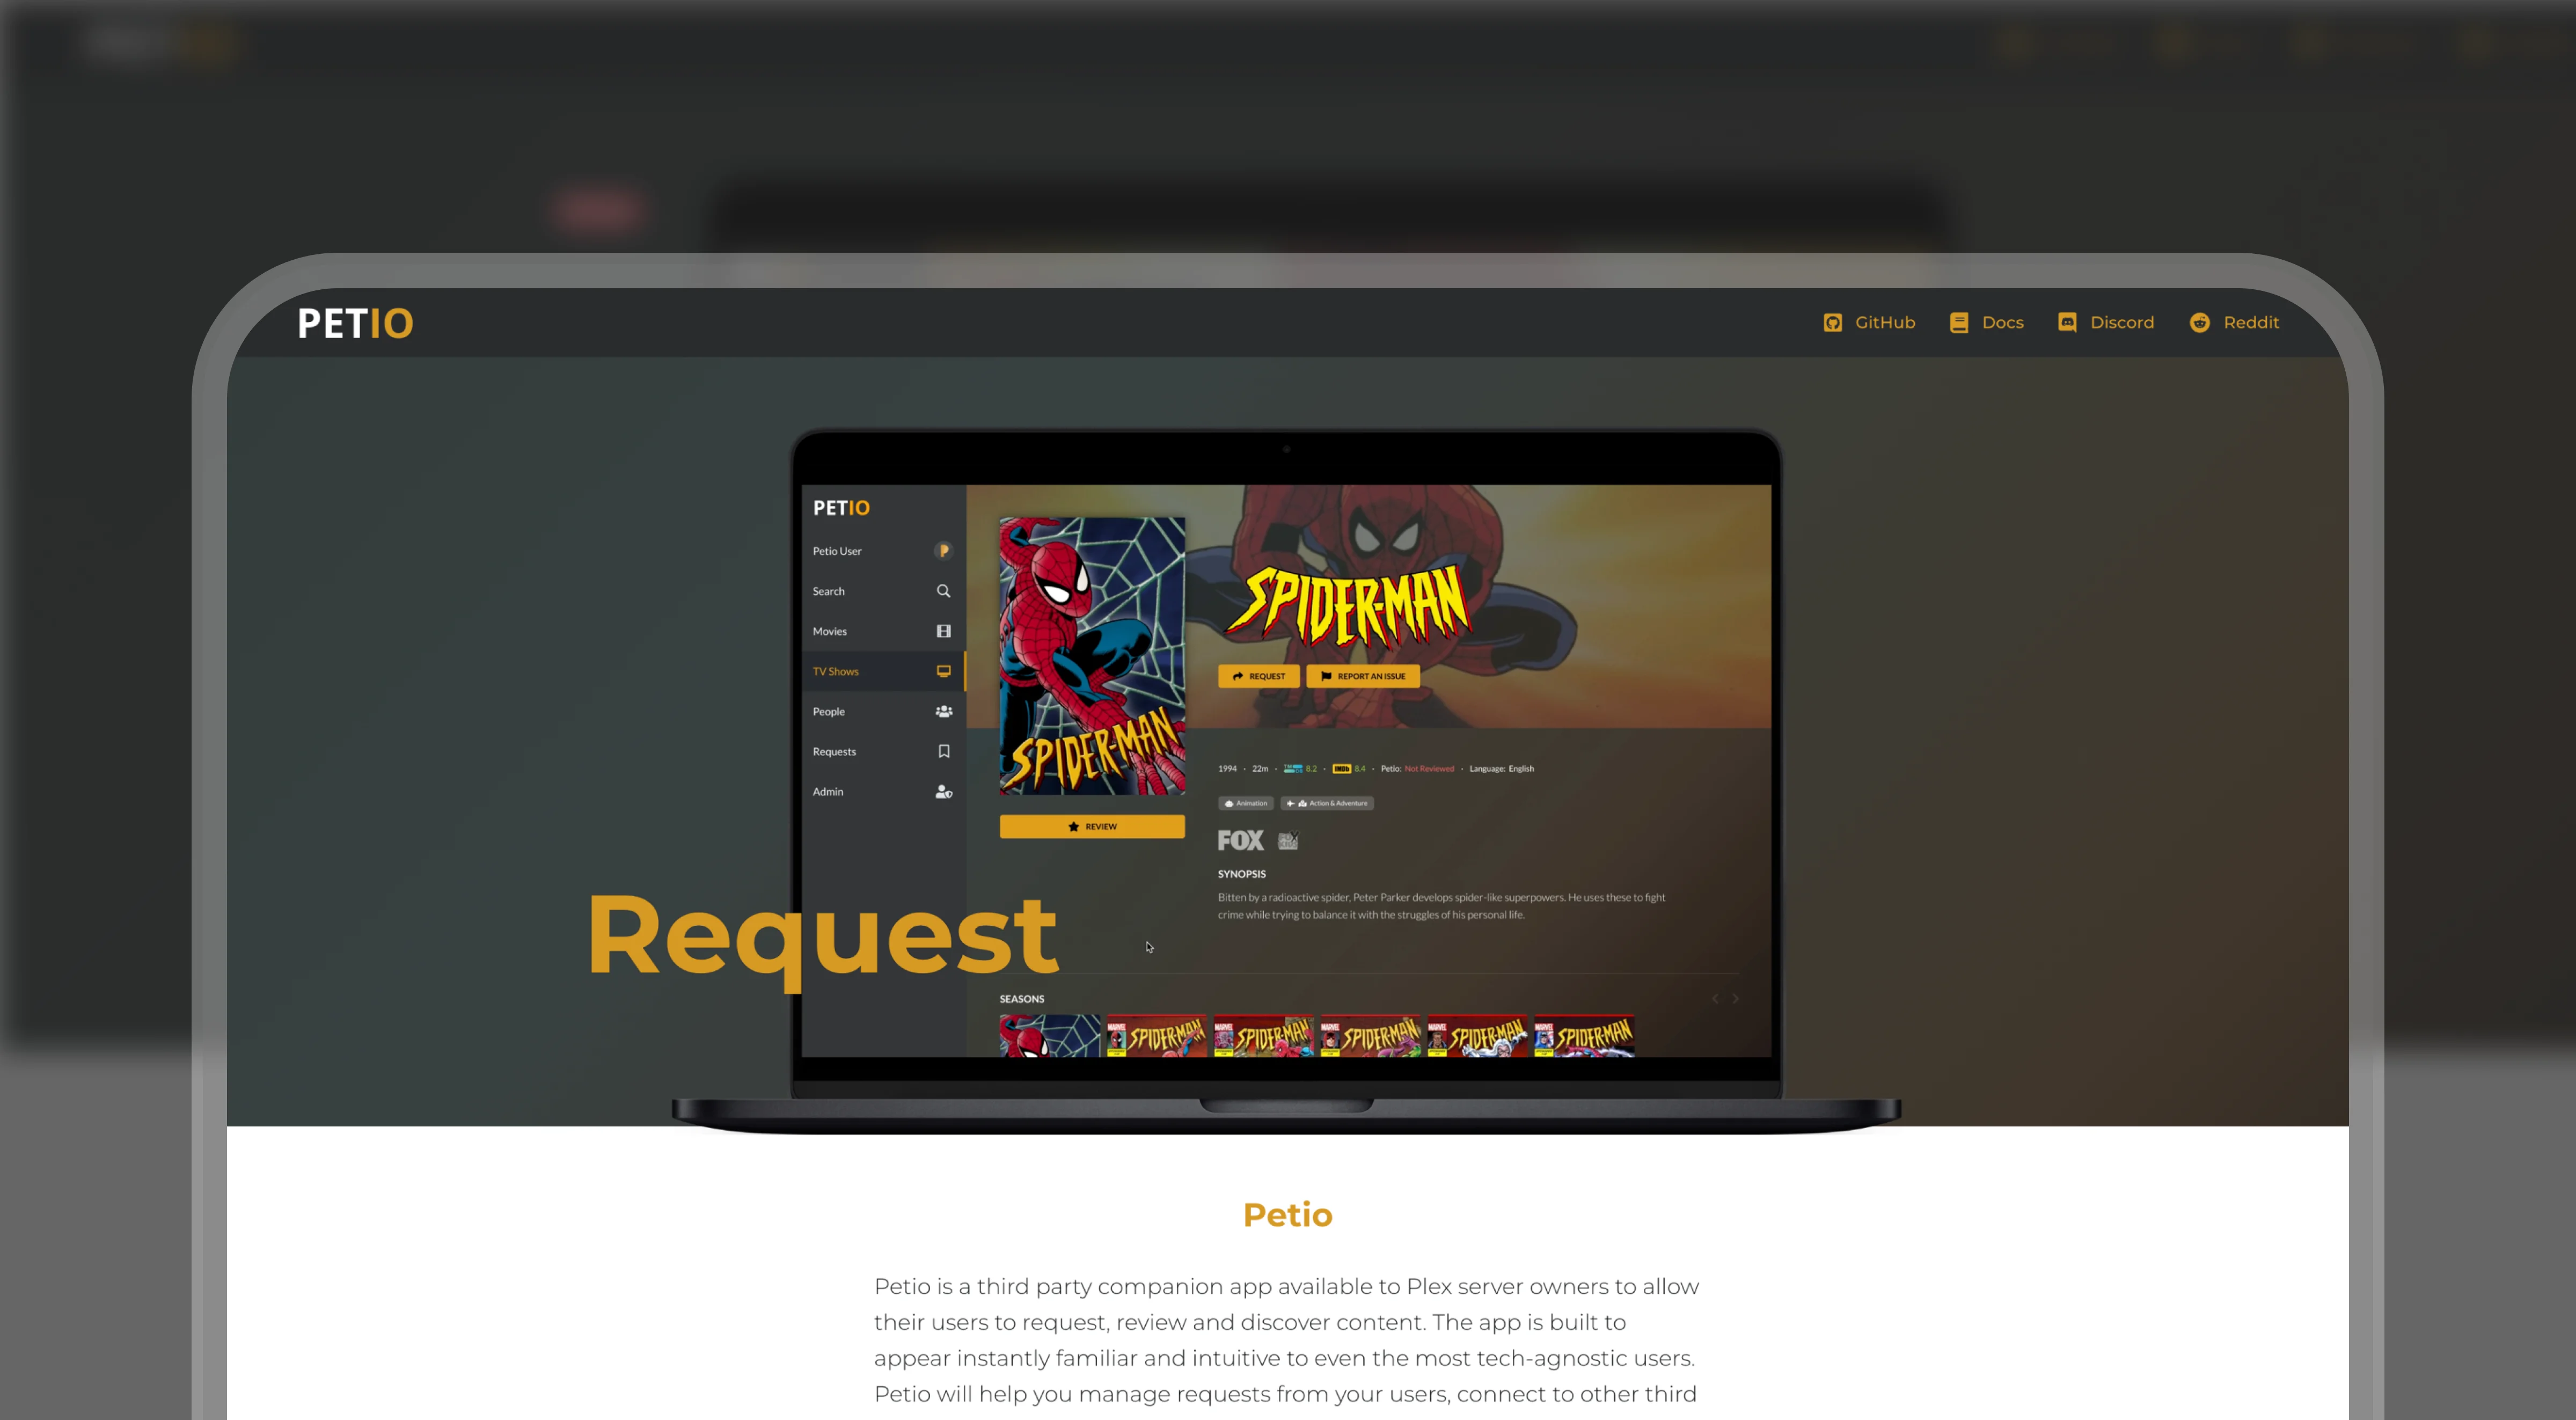 PETIO
GitHub
Docs
Discord
Reddit
PETIO
Petio User
Search
Movies
TV Shows
People
Requests
Admin
SPIDER-MAN
REVIEW
SPIDER-MAN
REQUEST
REPORT AN ISSUE
1994 · 22m · 8.2 · IMDb 8.4 · Petio: Not Reviewed · Language: English
Animation
Action & Adventure
FOX
SYNOPSIS
Bitten by a radioactive spider, Peter Parker develops spider-like superpowers. He uses these to fight
crime while trying to balance it with the struggles of his personal life.
Request
SEASONS
MARVEL SPIDER-MAN
MARVEL SPIDER-MAN
MARVEL SPIDER-MAN
MARVEL SPIDER-MAN
MARVEL SPIDER-MAN
Petio
Petio is a third party companion app available to Plex server owners to allow
their users to request, review and discover content. The app is built to
appear instantly familiar and intuitive to even the most tech-agnostic users.
Petio will help you manage requests from your users, connect to other third